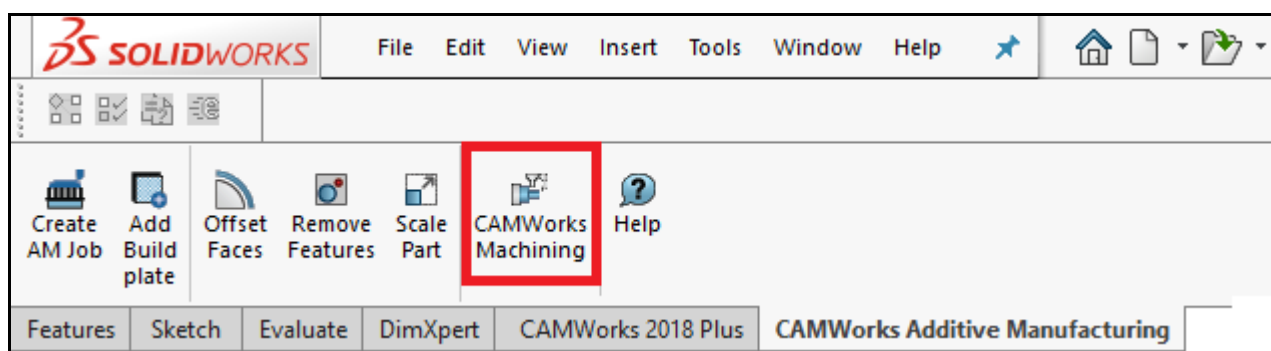 SOLIDWORKS File Edit View Insert Tools Window Help
Create Add Offset Remove Scale CAMWorks Help
AM Job Build Faces Features Part Machining
plate
Features Sketch Evaluate DimXpert CAMWorks 2018 Plus CAMWorks Additive Manufacturing